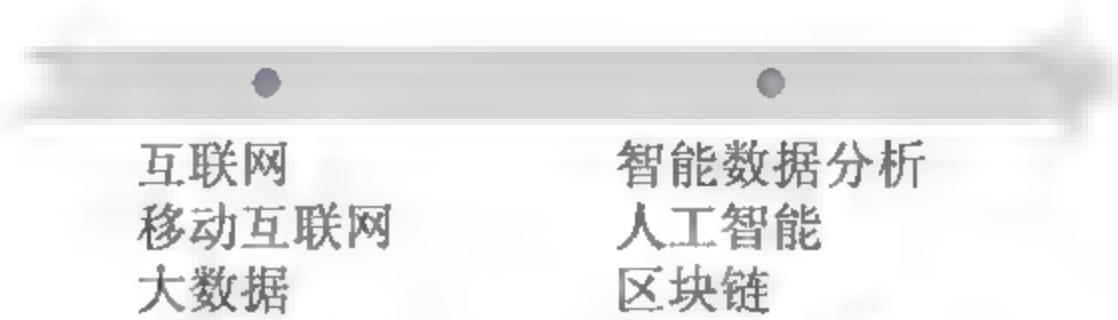 互联网
移动互联网
大数据
智能数据分析
人工智能
区块链